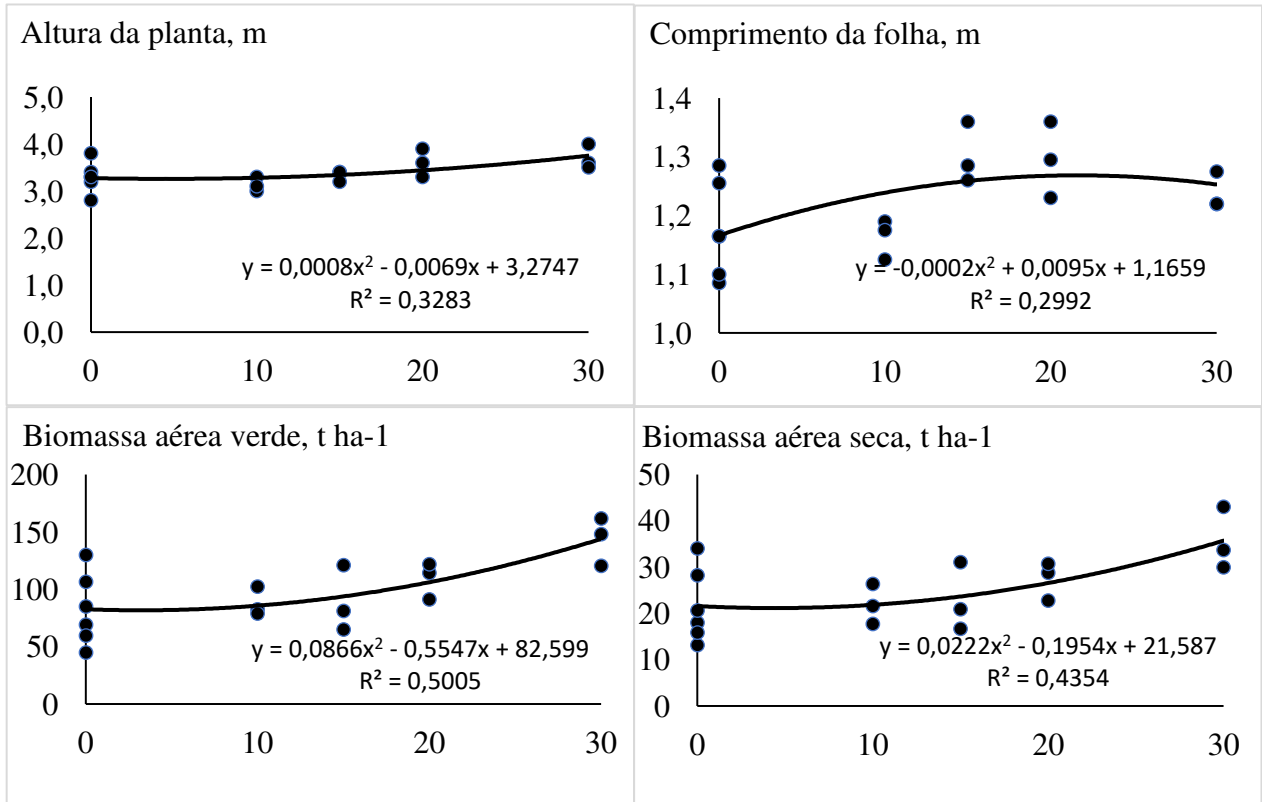 Altura da planta, m
5,0
4,0
3,0
2,0
1,0
0,0
y = 0,0008x² - 0,0069x + 3,2747
R² = 0,3283
0 10 20 30
Comprimento da folha, m
1,4
1,3
1,2
1,1
1,0
y = -0,0002x² + 0,0095x + 1,1659
R² = 0,2992
0 10 20 30
Biomassa aérea verde, t ha-1
200
150
100
50
0
y = 0,0866x² - 0,5547x + 82,599
R² = 0,5005
0 10 20 30
Biomassa aérea seca, t ha-1
50
40
30
20
10
0
y = 0,0222x² - 0,1954x + 21,587
R² = 0,4354
0 10 20 30